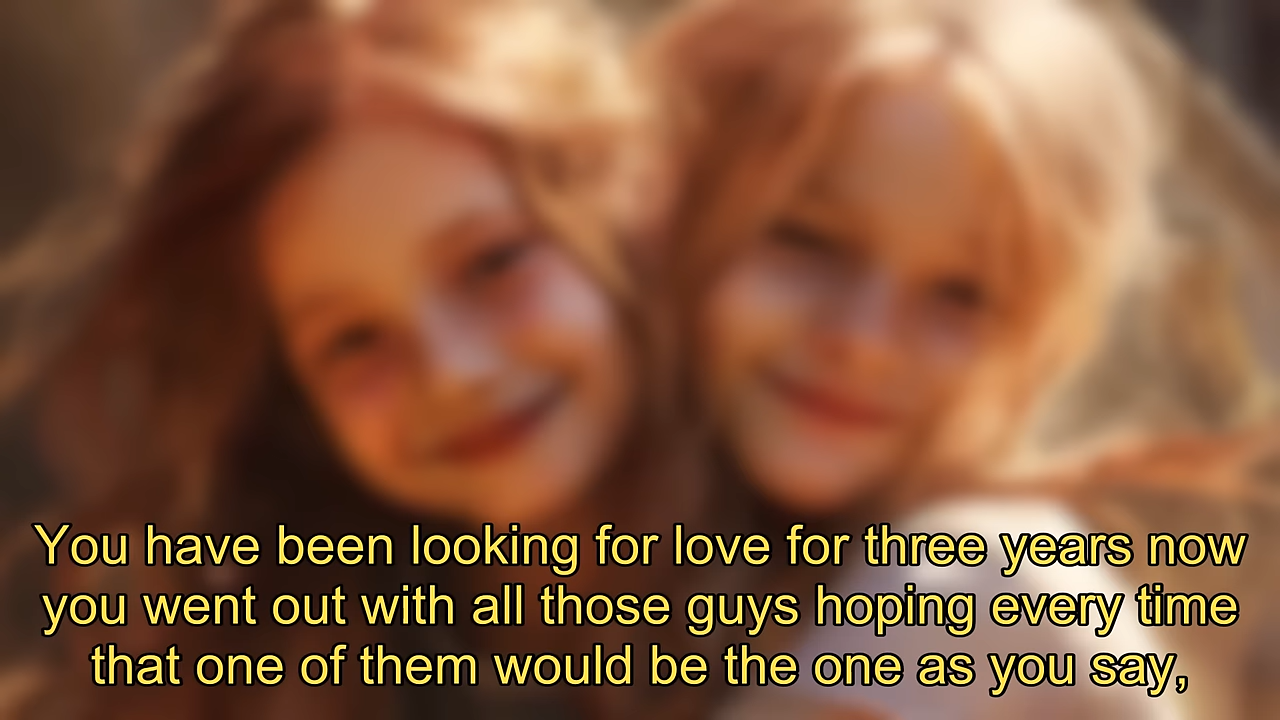 You have been looking for love for three years now
you went out with all those guys hoping every time
that one of them would be the one as you say,